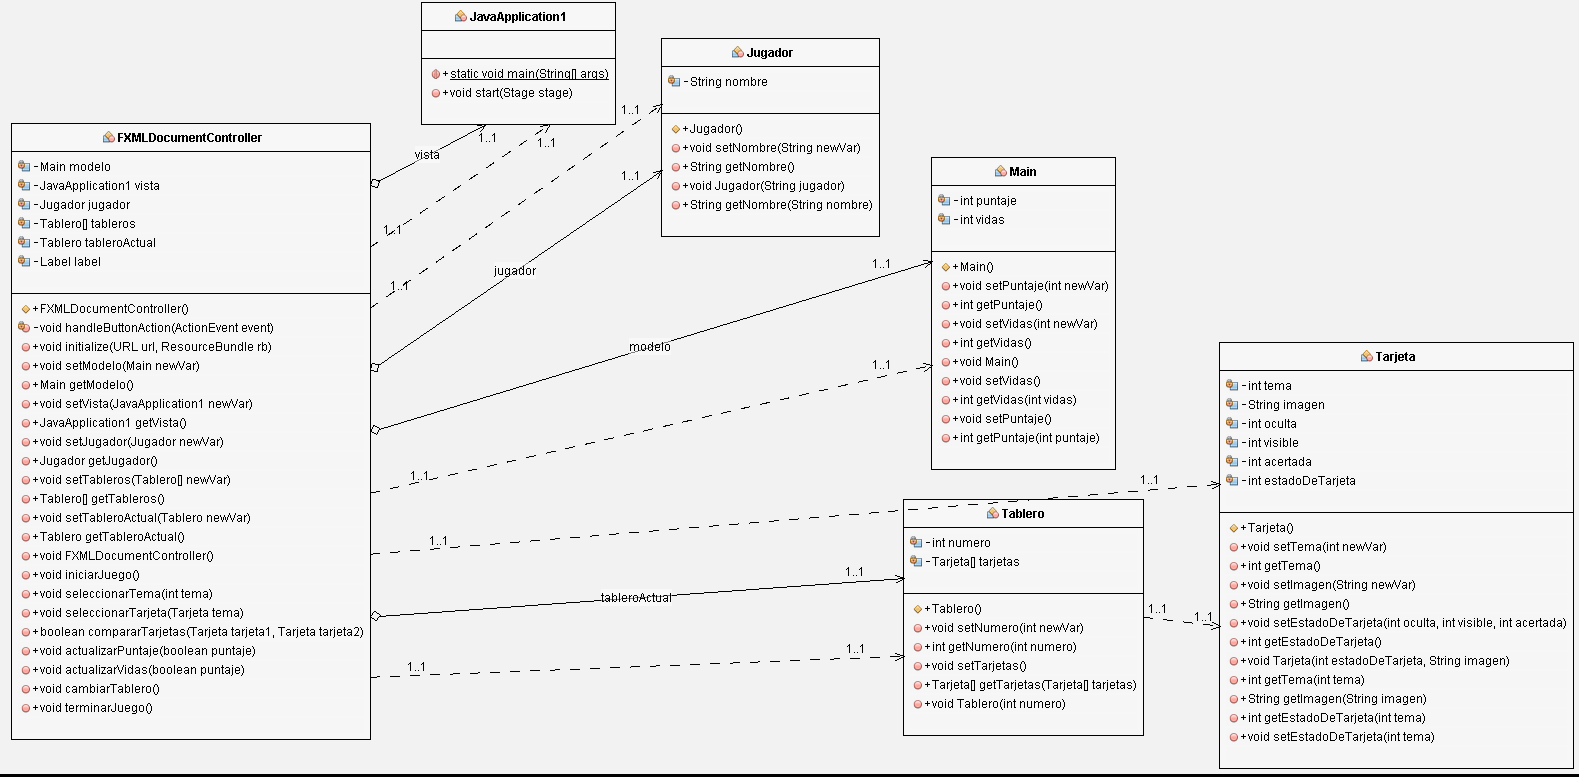 JavaApplication1
+static void main(String[] args)
+void start(Stage stage)
Jugador
-String nombre
+Jugador()
+void setNombre(String newVar)
+String getNombre()
+void Jugador(String jugador)
+String getNombre(String nombre)
FXMLDocumentController
-Main modelo
-JavaApplication1 vista
-Jugador jugador
-Tablero[] tableros
-Tablero tableroActual
-Label label
+FXMLDocumentController()
-void handleButtonAction(ActionEvent event)
+void initialize(URL url, ResourceBundle rb)
+void setModelo(Main newVar)
+Main getModelo()
+void setVista(JavaApplication1 newVar)
+JavaApplication1 getVista()
+void setJugador(Jugador newVar)
+Jugador getJugador()
+void setTableros(Tablero[] newVar)
+Tablero[] getTableros()
+void setTableroActual(Tablero newVar)
+Tablero getTableroActual()
+void FXMLDocumentController()
+void iniciarJuego()
+void seleccionarTema(int tema)
+void seleccionarTarjeta(Tarjeta tema)
+boolean compararTarjetas(Tarjeta tarjeta1, Tarjeta tarjeta2)
+void actualizarPuntaje(boolean puntaje)
+void actualizarVidas(boolean puntaje)
+void cambiarTablero()
+void terminarJuego()
vista
1..1
1..1
1..1
1..1
1..1
jugador
1..1
modelo
1..1
1..1
1..1
1..1
1..1
tableroActual
1..1
1..1
1..1
1..1
1..1
Main
-int puntaje
-int vidas
+Main()
+void setPuntaje(int newVar)
+int getPuntaje()
+void setVidas(int newVar)
+int getVidas()
+void Main()
+void setVidas()
+int getVidas(int vidas)
+void setPuntaje()
+int getPuntaje(int puntaje)
Tablero
-int numero
-Tarjeta[] tarjetas
+Tablero()
+void setNumero(int newVar)
+int getNumero(int numero)
+void setTarjetas()
+Tarjeta[] getTarjetas(Tarjeta[] tarjetas)
+void Tablero(int numero)
Tarjeta
-int tema
-String imagen
-int oculta
-int visible
-int acertada
-int estadoDeTarjeta
+Tarjeta()
+void setTema(int newVar)
+int getTema()
+void setImagen(String newVar)
+String getImagen()
+void setEstadoDeTarjeta(int oculta, int visible, int acertada)
+int getEstadoDeTarjeta()
+void Tarjeta(int estadoDeTarjeta, String imagen)
+int getTema(int tema)
+String getImagen(String imagen)
+int getEstadoDeTarjeta(int tema)
+void setEstadoDeTarjeta(int tema)